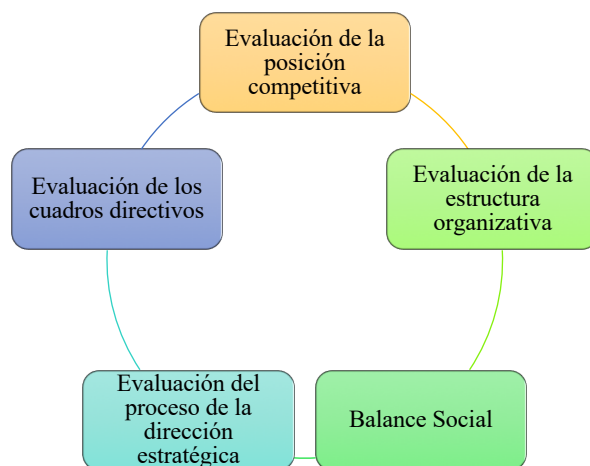 Evaluación de la
posición
competitiva
Evaluación de la
estructura
organizativa
Balance Social
Evaluación del
proceso de la
dirección
estratégica
Evaluación de los
cuadros directivos